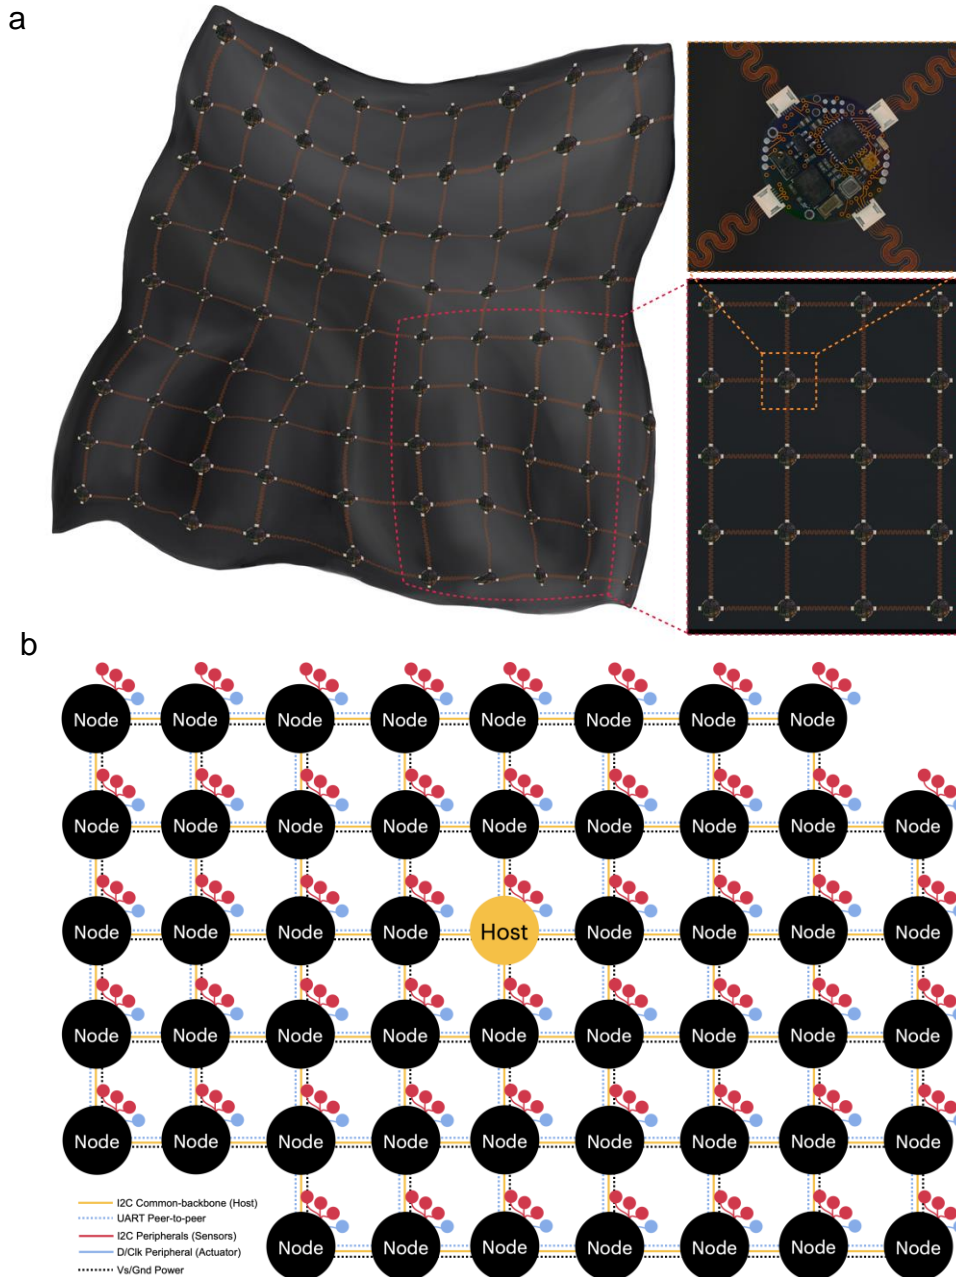 a
b
Node Node Node Node Node Node Node Node
Node Node Node Node Node Node Node Node Node
Node Node Node Node Host Node Node Node Node
Node Node Node Node Node Node Node Node Node
Node Node Node Node Node Node Node Node Node
I2C Common-backbone (Host)
UART Peer-to-peer
I2C Peripherals (Sensors)
D/Clk Peripheral (Actuator)
Vs/Gnd Power
Node Node Node Node Node Node Node